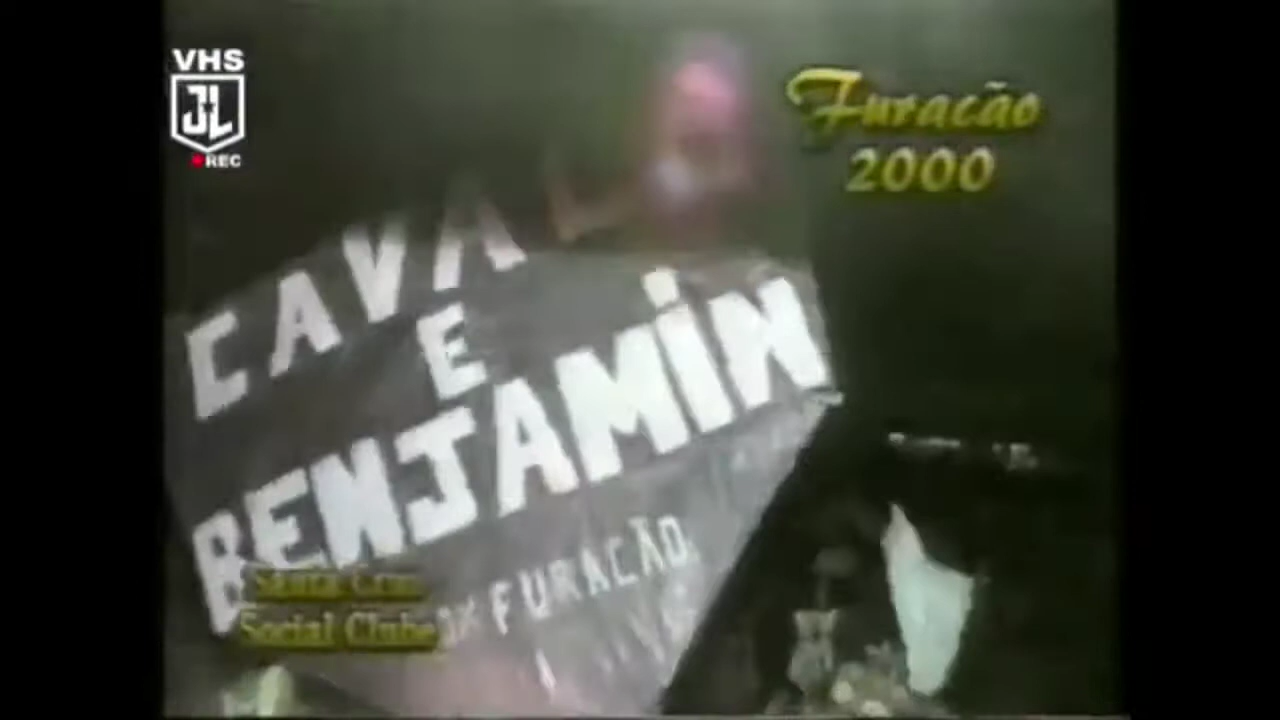 VHS
JL
REC
Furacão
2000
CAVA
E
BENJAMIN
FURACÃO
Santa Cruz
Social Clube